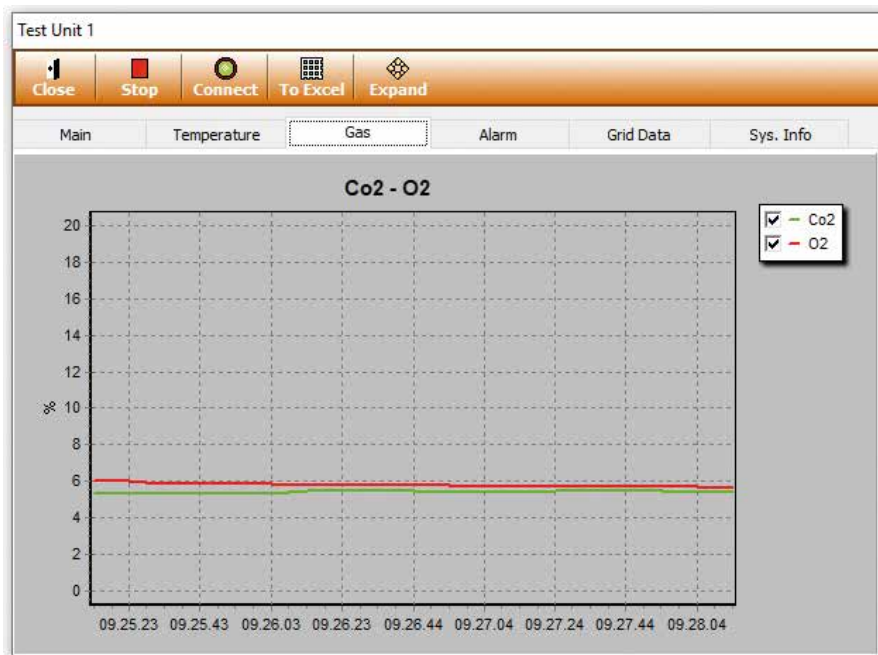 Test Unit 1
Close Stop Connect To Excel Expand
Main Temperature Gas Alarm Grid Data Sys. Info
Co2 - O2
Co2
O2
20
18
16
14
12
10
8
6
4
2
0
%
09.25.23 09.25.43 09.26.03 09.26.23 09.26.44 09.27.04 09.27.24 09.27.44 09.28.04